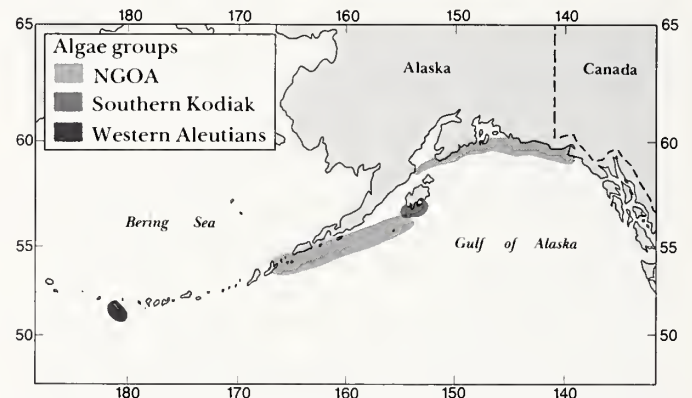 180 170 160 150 140
65 65
Algae groups
NGOA
Southern Kodiak
Western Aleutians
Alaska Canada
60 60
Bering Sea
Gulf of Alaska
55 55
50 50
180 170 160 150 140